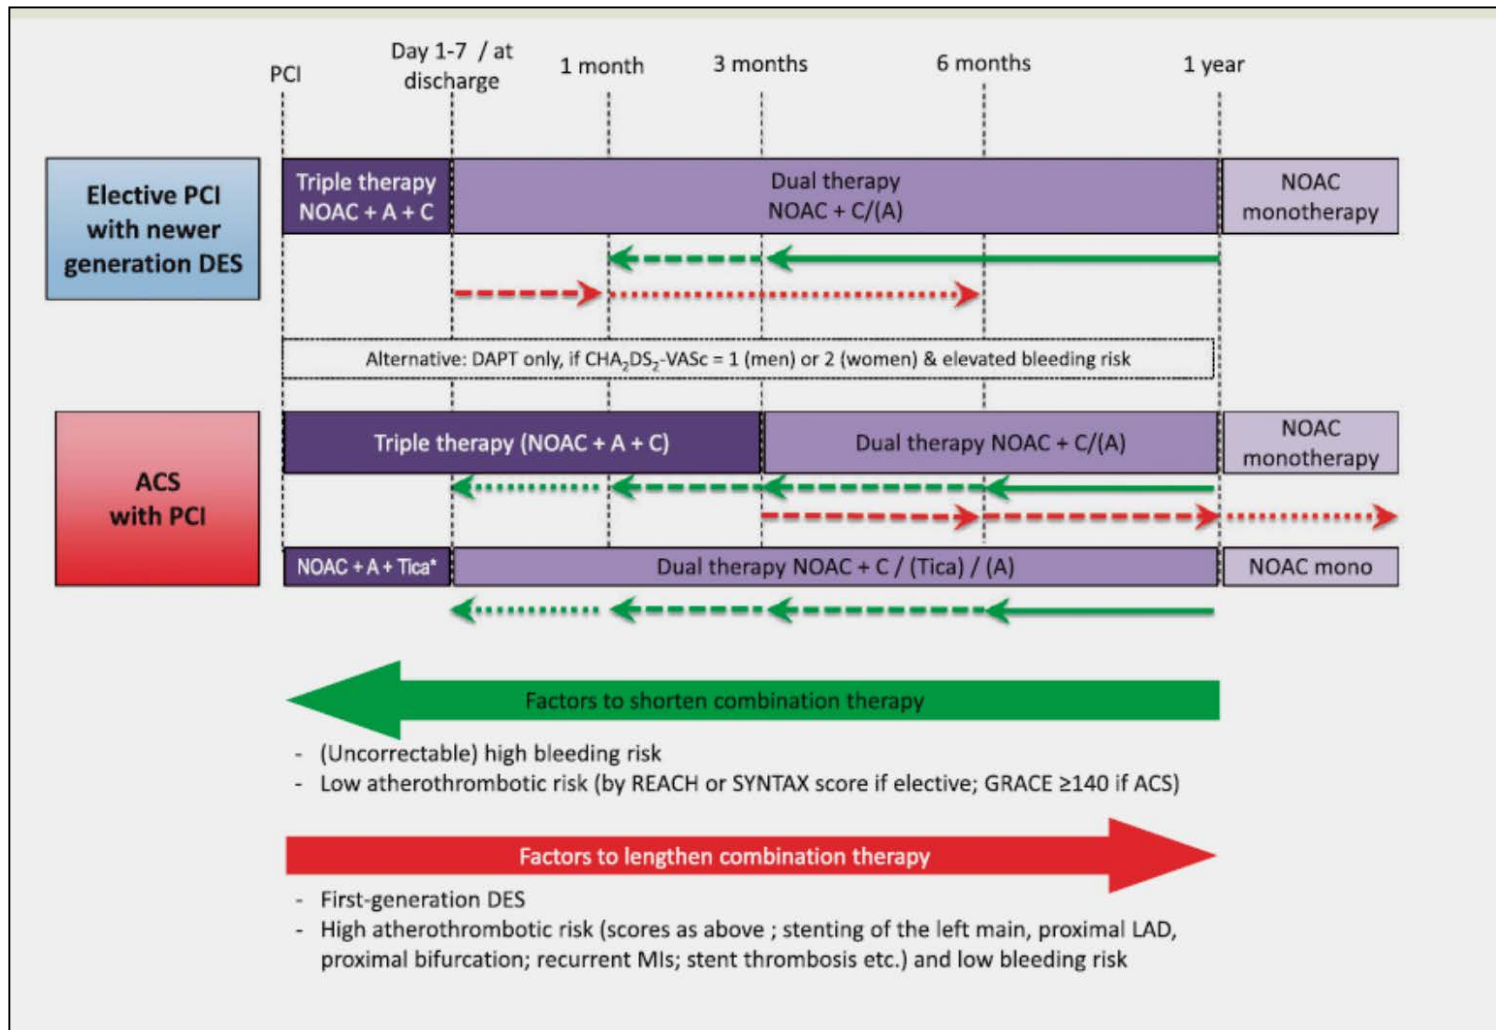 PCI
Day 1-7 / at
discharge
1 month
3 months
6 months
1 year
Elective PCI
with newer
generation DES
Triple therapy
NOAC + A + C
Dual therapy
NOAC + C/(A)
NOAC
monotherapy
Alternative: DAPT only, if CHA₂DS₂-VASc = 1 (men) or 2 (women) & elevated bleeding risk
ACS
with PCI
Triple therapy (NOAC + A + C)
Dual therapy NOAC + C/(A)
NOAC
monotherapy
NOAC + A + Tica*
Dual therapy NOAC + C / (Tica) / (A)
NOAC mono
Factors to shorten combination therapy
- (Uncorrectable) high bleeding risk
- Low atherothrombotic risk (by REACH or SYNTAX score if elective; GRACE ≥140 if ACS)
Factors to lengthen combination therapy
- First-generation DES
- High atherothrombotic risk (scores as above ; stenting of the left main, proximal LAD,
proximal bifurcation; recurrent MIs; stent thrombosis etc.) and low bleeding risk